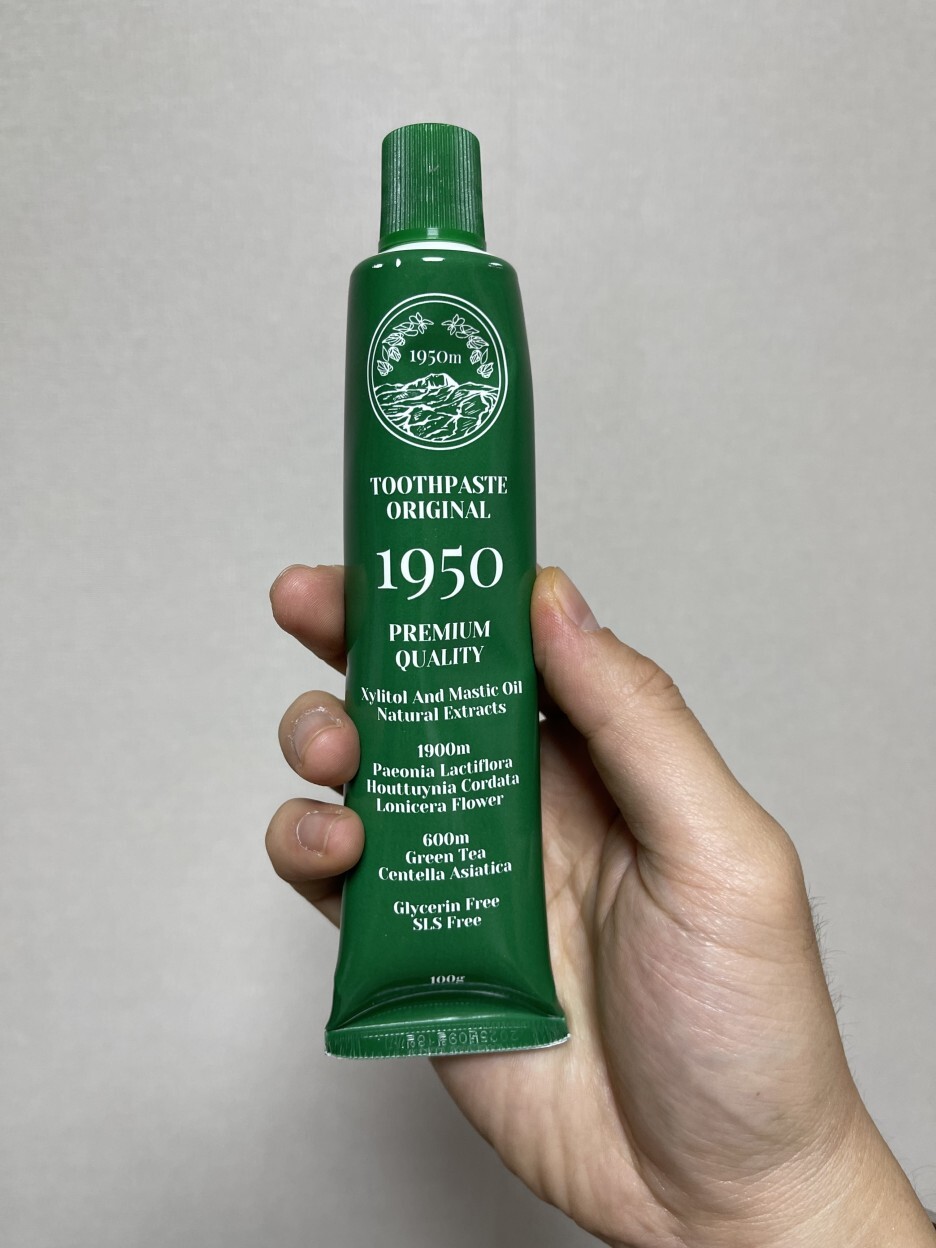 1950m
TOOTHPASTE
ORIGINAL
1950
PREMIUM
QUALITY
Xylitol And Mastic Oil
Natural Extracts
1900m
Paeonia Lactiflora
Houttuynia Cordata
Lonicera Flower
600m
Green Tea
Centella Asiatica
Glycerin Free
SLS Free
100g